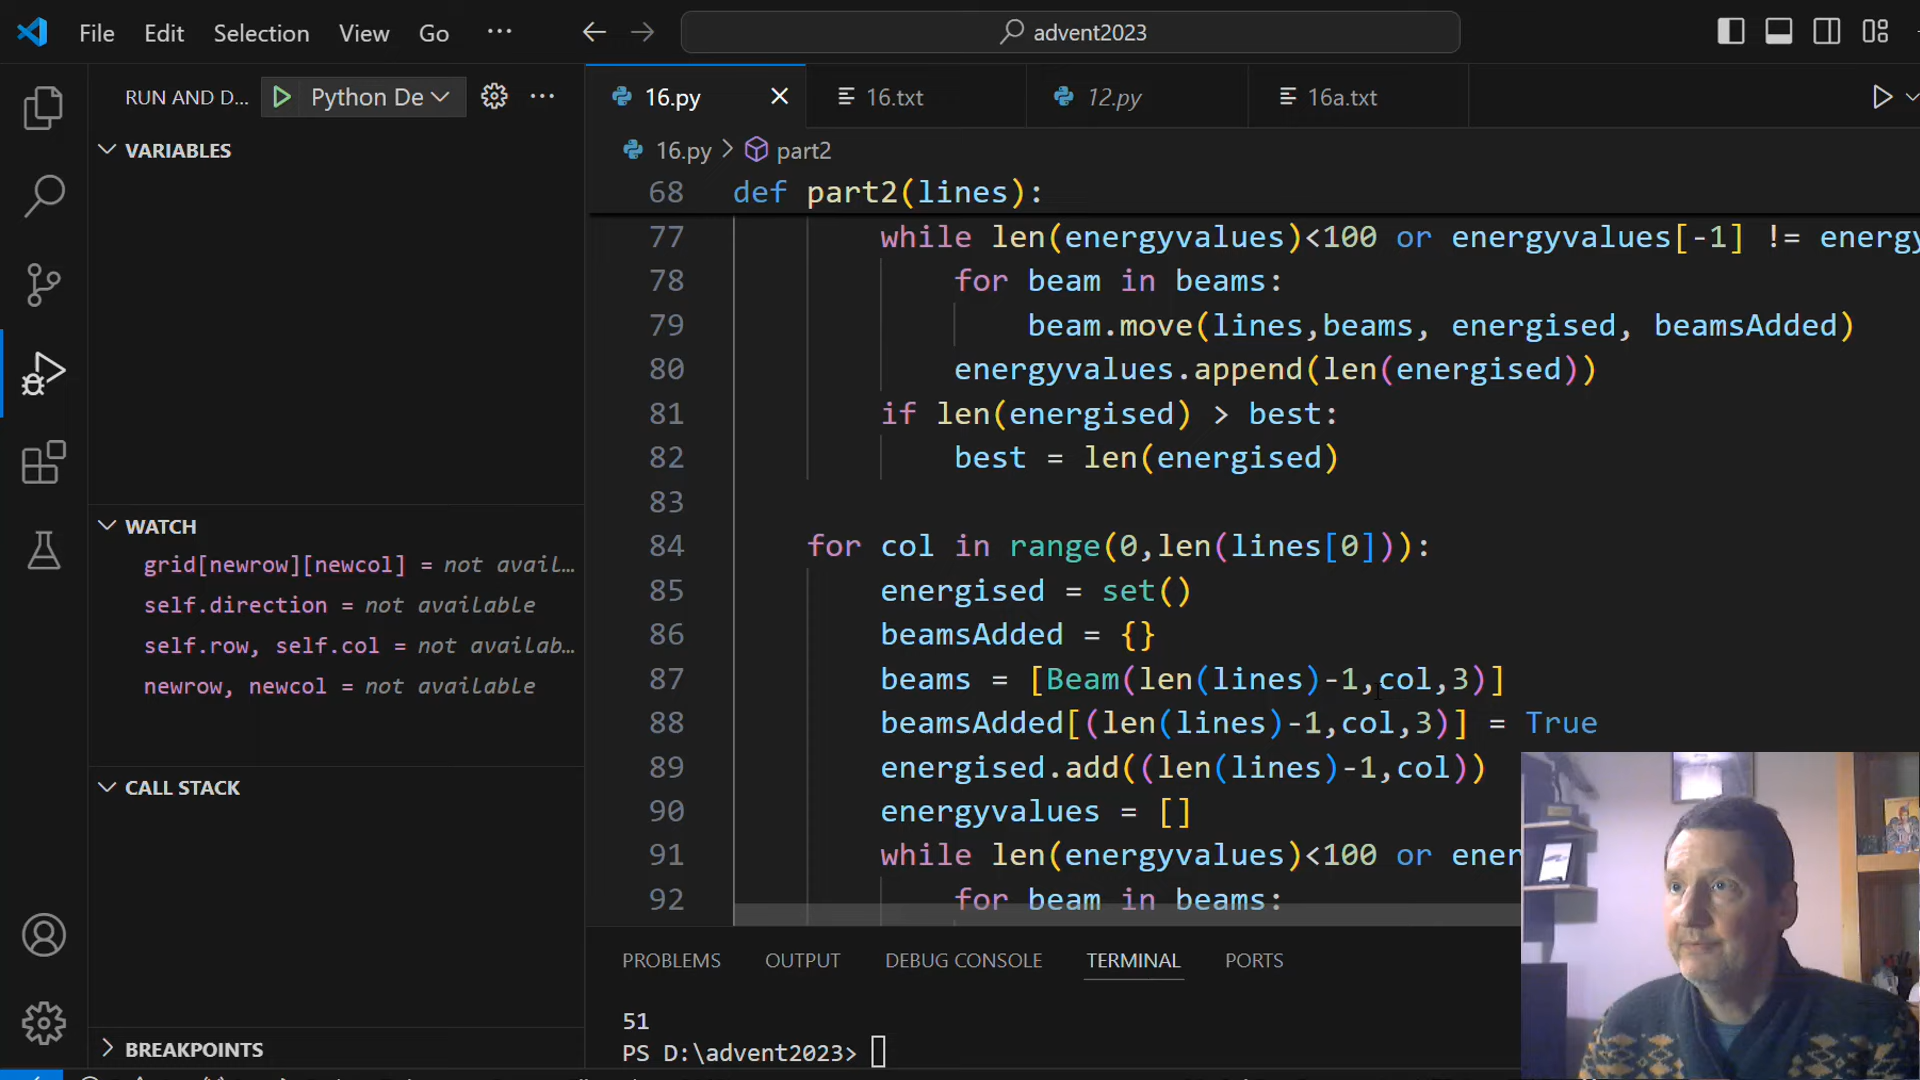 File Edit Selection View Go ··· advent2023
RUN AND D... Python De
16.py 16.txt 12.py 16a.txt
VARIABLES
16.py > part2
68 def part2(lines):
77 while len(energyvalues)<100 or energyvalues[-1] != energy
78 for beam in beams:
79 beam.move(lines,beams, energised, beamsAdded)
80 energyvalues.append(len(energised))
81 if len(energised) > best:
82 best = len(energised)
83
84 for col in range(0,len(lines[0])):
85 energised = set()
86 beamsAdded = {}
87 beams = [Beam(len(lines)-1,col,3)]
88 beamsAdded[(len(lines)-1,col,3)] = True
89 energised.add((len(lines)-1,col))
90 energyvalues = []
91 while len(energyvalues)<100 or ener
92 for beam in beams:
WATCH
grid[newrow][newcol] = not avail...
self.direction = not available
self.row, self.col = not availab...
newrow, newcol = not available
CALL STACK
BREAKPOINTS
PROBLEMS OUTPUT DEBUG CONSOLE TERMINAL PORTS
51
PS D:\advent2023>